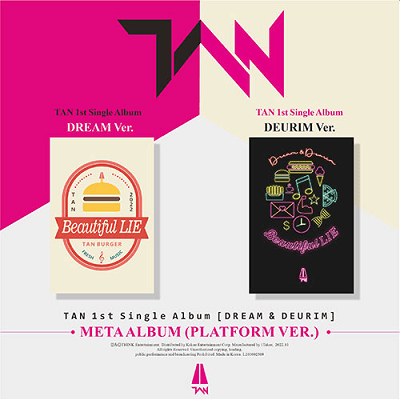 TAN
TAN 1st Single Album
DREAM Ver.
TAN 1st Single Album
DEURIM Ver.
TAN
2022
Beautiful LIE
TAN BURGER
FRESH
MUSIC
Dream & Deurim
Beautiful LIE
TAN 1st Single Album [DREAM & DEURIM]
• META ALBUM (PLATFORM VER.) •
TAN